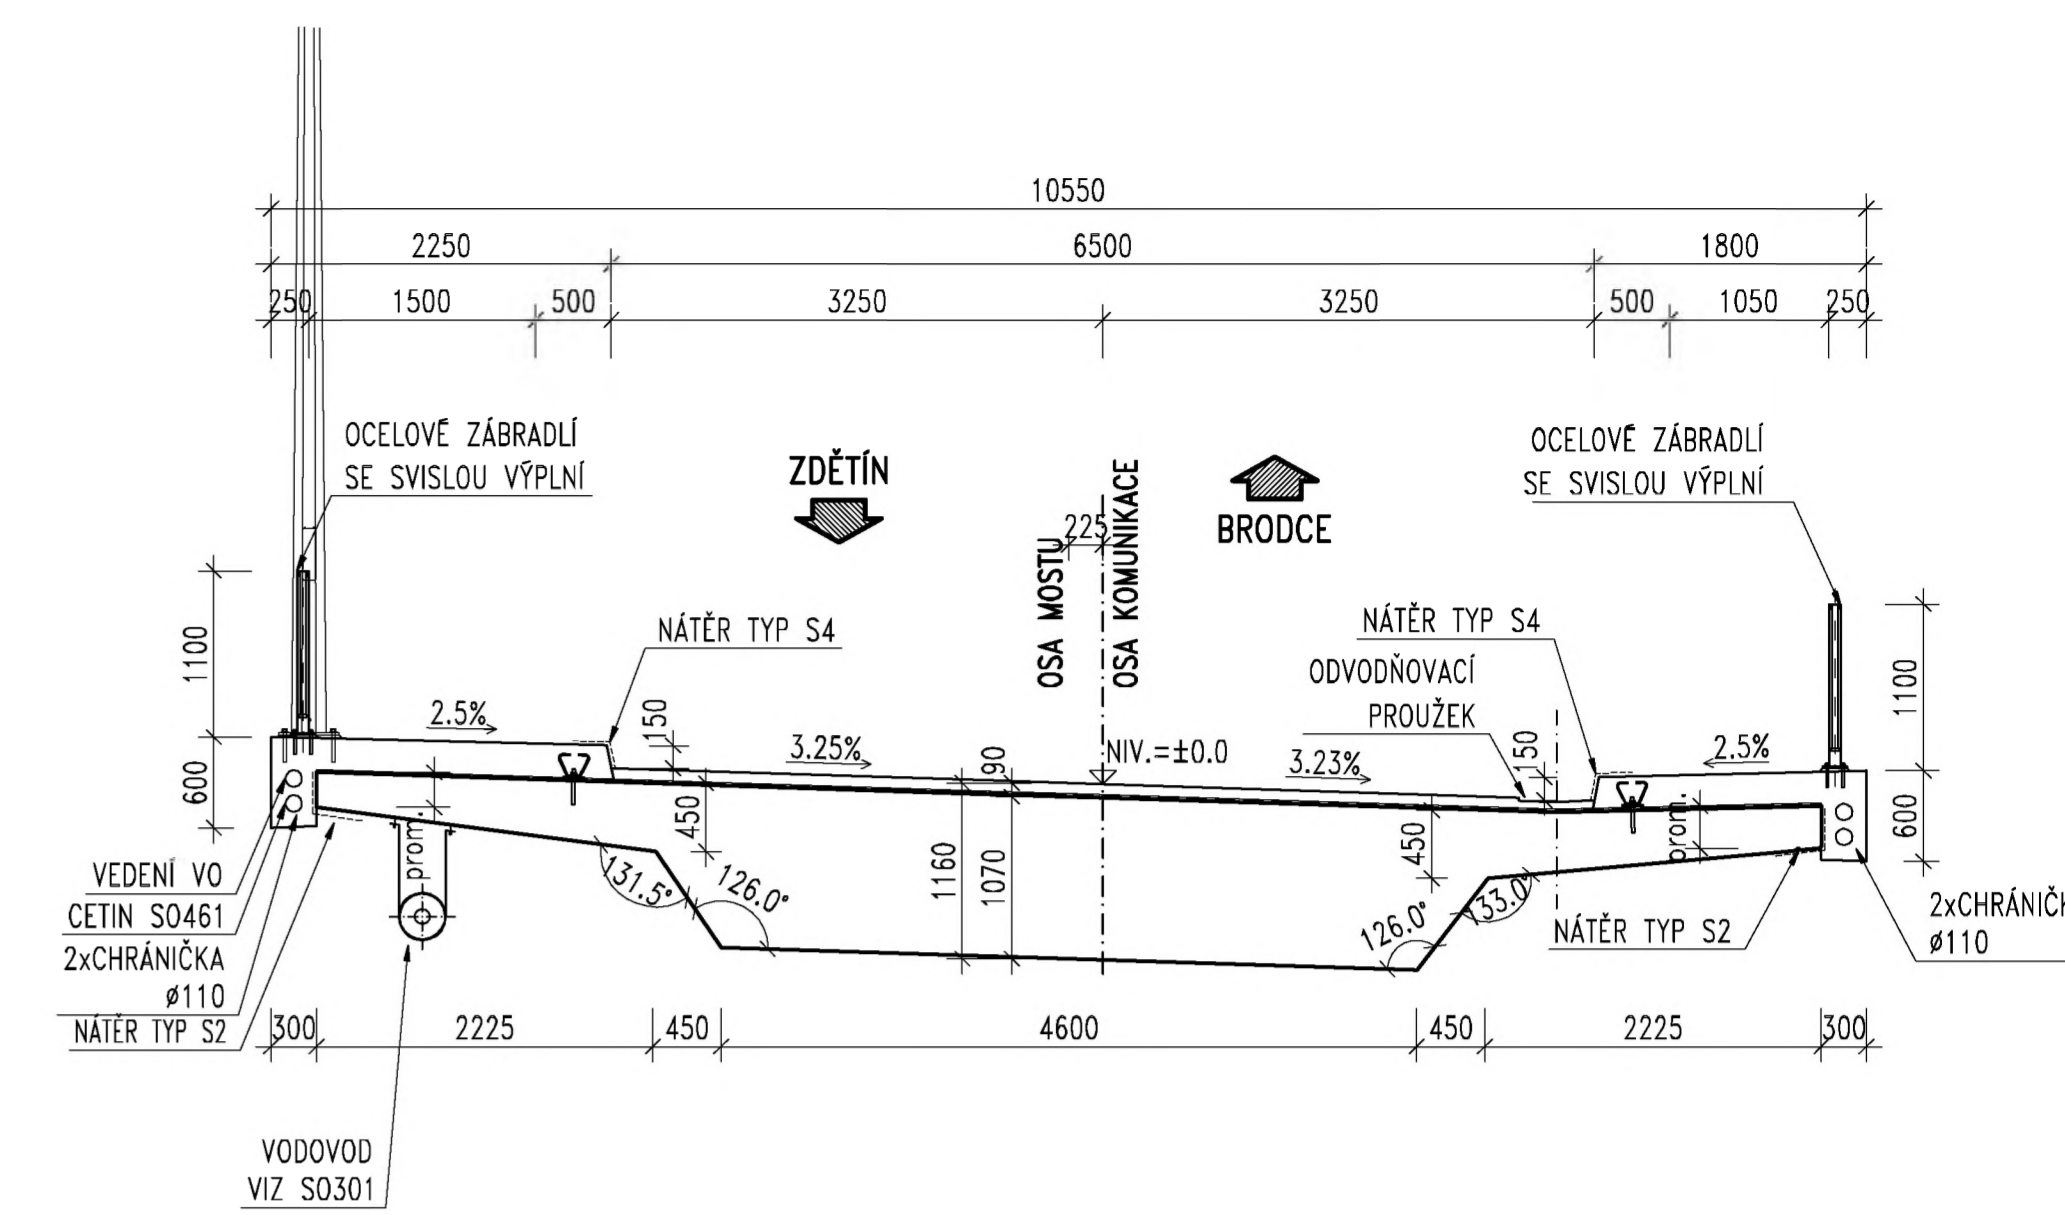 10550
2250 6500 1800
250 1500 500 3250 3250 500 1050 250
OCELOVÉ ZÁBRADLÍ
SE SVISLOU VÝPLNÍ
ZDĚTÍN
OSA MOSTU
225
OSA KOMUNIKACE
BRODCE
OCELOVÉ ZÁBRADLÍ
SE SVISLOU VÝPLNÍ
NÁTĚR TYP S4
NÁTĚR TYP S4
ODVODŇOVACÍ
PROUŽEK
1100
600
2.5%
150
3.25%
90
NIV.=±0.0
3.23%
150
2.5%
1100
600
prom.
450
1160
1070
450
prom.
131.5°
126.0°
126.0°
133.0°
VEDENÍ VO
CETIN SO461
2xCHRÁNIČKA
ø110
NÁTĚR TYP S2
NÁTĚR TYP S2
2xCHRÁNIČK
ø110
300 2225 450 4600 450 2225 300
VODOVOD
VIZ SO301